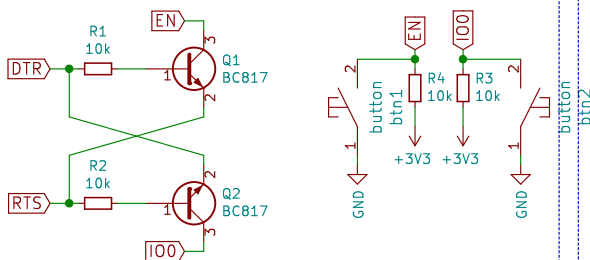 EN
R1
10k
3
DTR
1
Q1
BC817
2
R2
10k
2
RTS
1
Q2
BC817
3
IO0
EN
IO0
2
R4
10k
R3
10k
2
button
btn1
button
btn2
1
+3V3
+3V3
1
GND
GND